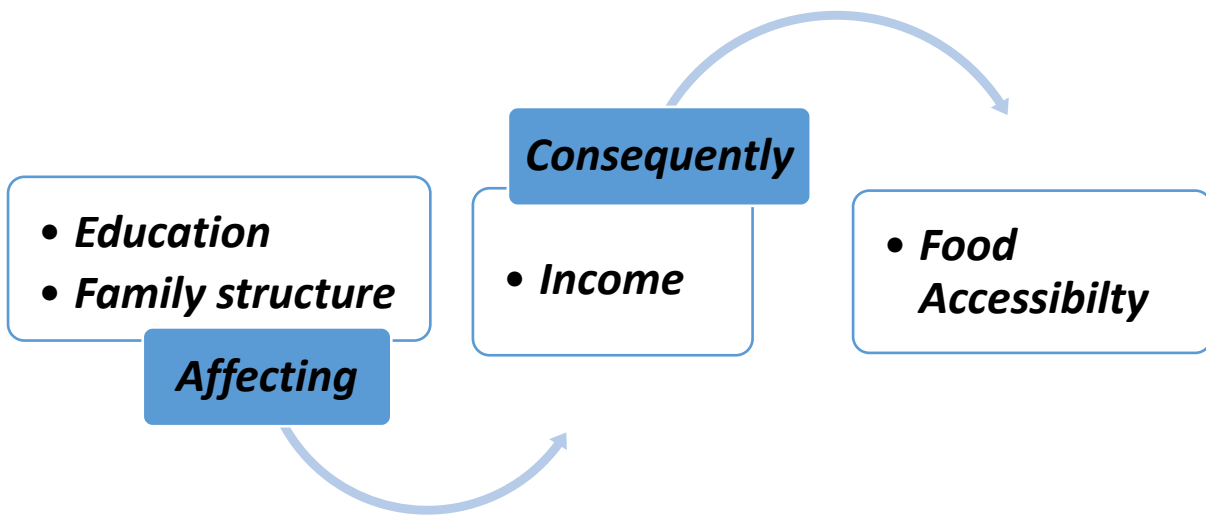 • Education
• Family structure
Affecting
Consequently
• Income
• Food
Accessibilty